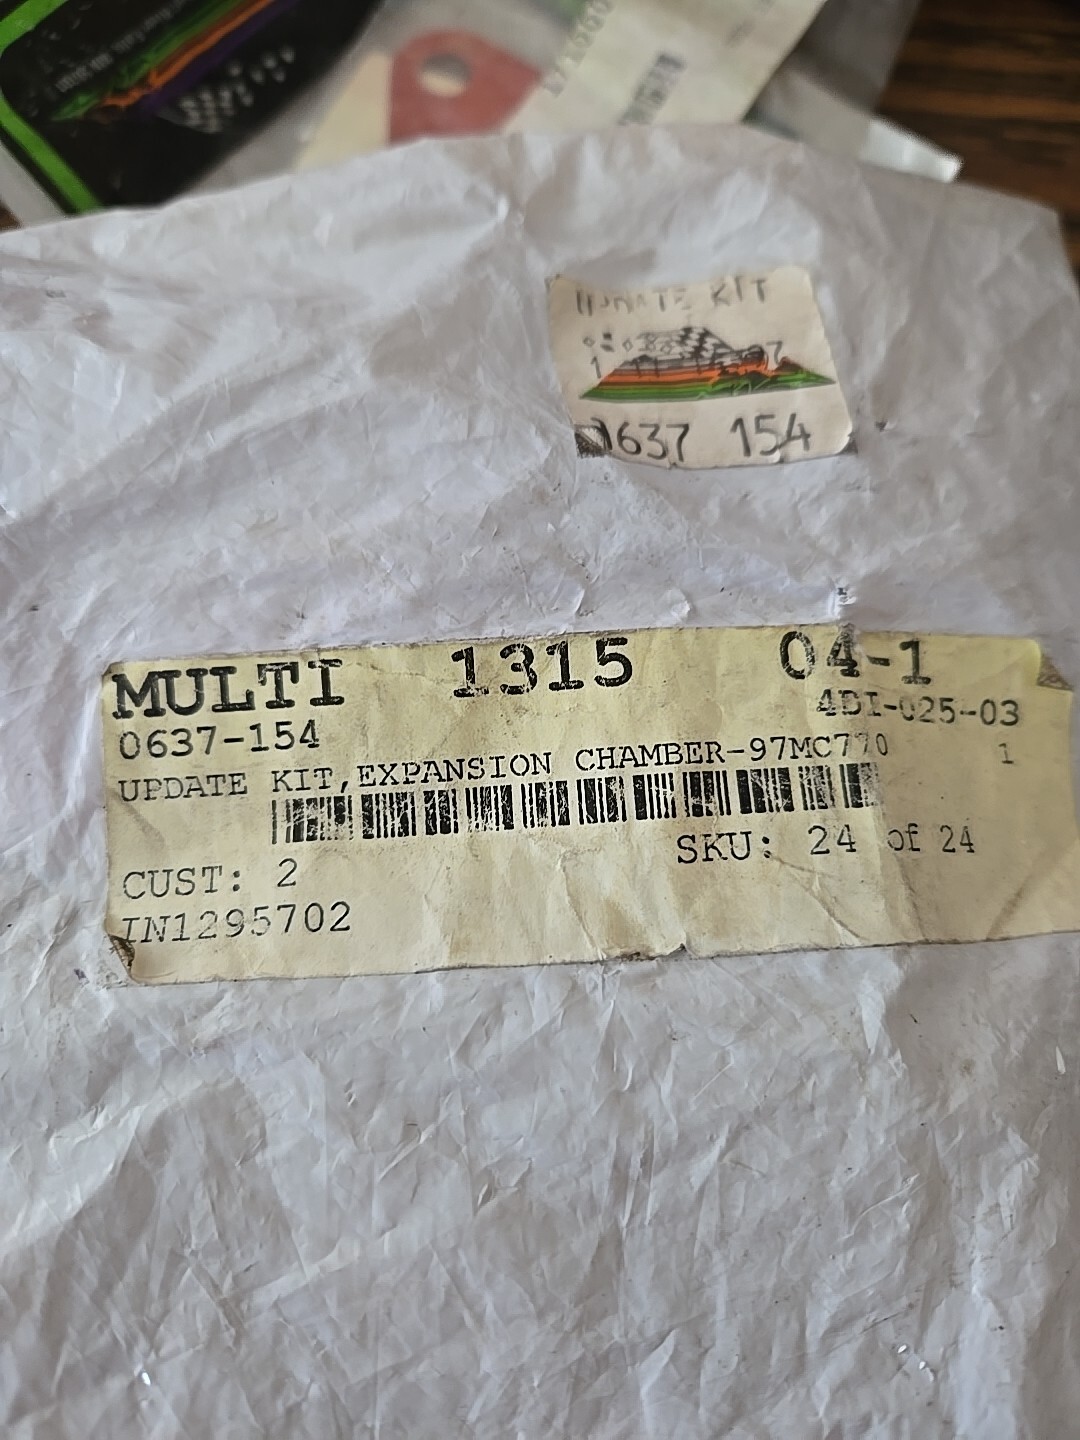 UPDATE KIT
0637 154
MULTI 1315 04-1
4DI-025-03
0637-154
UPDATE KIT,EXPANSION CHAMBER-97MC770 1
SKU: 24 of 24
CUST: 2
IN1295702